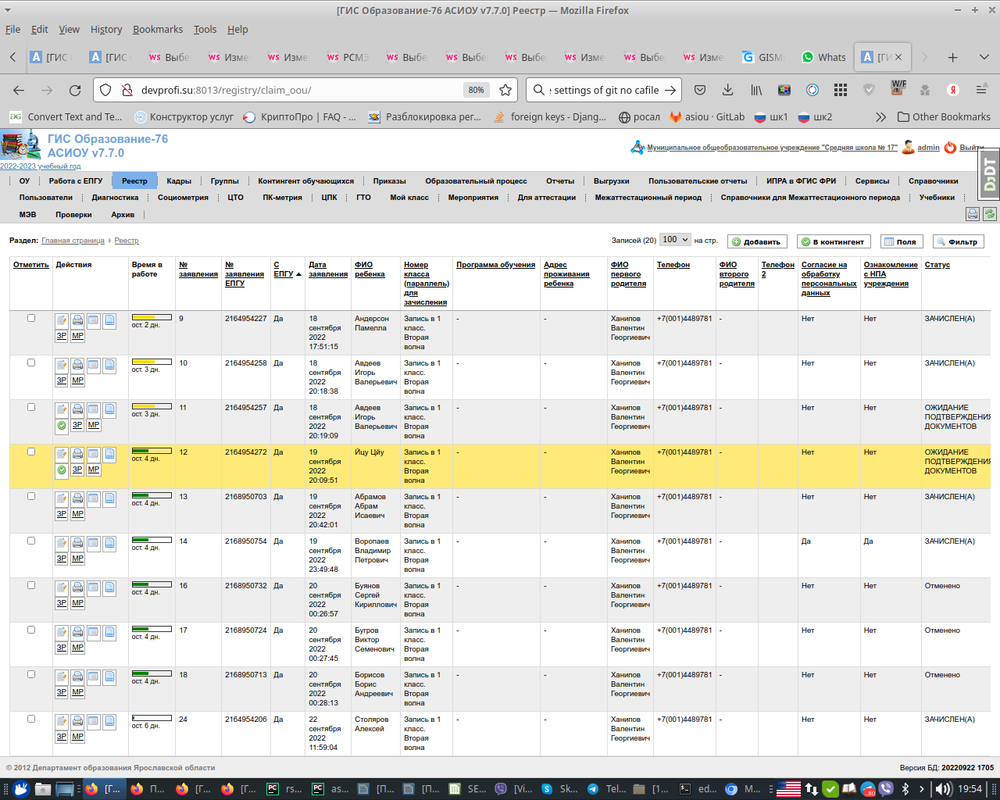 [ГИС Образование-76 АСИОУ v7.7.0] Реестр — Mozilla Firefox
File Edit View History Bookmarks Tools Help
[ГИС [ГИС Выбе Изме Изме РСМЭ Выбе Выбе Выбе Изме Выбе Изме GISMI Whats [ГИ
devprofi.su:8013/registry/claim_oou/ 80% settings of git no cafile W/F
Convert Text and Te... Конструктор услуг КриптоПро | FAQ - ... Разблокировка рег... foreign keys - Djang... росал asiou · GitLab шк1 шк2 Other Bookmarks
ГИС Образование-76
АСИОУ v7.7.0
2022-2023 учебный год
Муниципальное общеобразовательное учреждение "Средняя школа № 17" admin Выйти
DJDT
ОУ Работа с ЕПГУ Реестр Кадры Группы Контингент обучающихся Приказы Образовательный процесс Отчеты Выгрузки Пользовательские отчеты ИПРА в ФГИС ФРИ Сервисы Справочники
Пользователи Диагностика Социометрия ЦТО ПК-метрия ЦПК ГТО Мой класс Мероприятия Для аттестации Межаттестационный период Справочники для Межаттестационного периода Учебники
МЭВ Проверки Архив
Раздел: Главная страница Реестр Записей (20) 100 на стр. Добавить В контингент Поля Фильтр
Отметить Действия Время в работе № заявления № заявления ЕПГУ С ЕПГУ Дата заявления ФИО ребенка Номер класса (параллель) для зачисления Программа обучения Адрес проживания ребенка ФИО первого родителя Телефон ФИО второго родителя Телефон 2 Согласие на обработку персональных данных Ознакомление с НПА учреждения Статус
ЗР МР ост. 2 дн. 9 2164954227 Да 18 сентября 2022 17:51:15 Андерсон Памелла Запись в 1 класс. Вторая волна - - Ханипов Валентин Георгиевич +7(001)4489781 - Нет Нет ЗАЧИСЛЕН(А)
ЗР МР ост. 3 дн. 10 2164954258 Да 18 сентября 2022 20:18:38 Авдеев Игорь Валерьевич Запись в 1 класс. Вторая волна - - Ханипов Валентин Георгиевич +7(001)4489781 - Нет Нет ЗАЧИСЛЕН(А)
ЗР МР ост. 3 дн. 11 2164954257 Да 18 сентября 2022 20:19:09 Авдеев Игорь Валерьевич Запись в 1 класс. Вторая волна - - Ханипов Валентин Георгиевич +7(001)4489781 - Нет Нет ОЖИДАНИЕ ПОДТВЕРЖДЕНИЯ ДОКУМЕНТОВ
ЗР МР ост. 4 дн. 12 2164954272 Да 19 сентября 2022 20:09:51 Йцу Цйу Запись в 1 класс. Вторая волна - - Ханипов Валентин Георгиевич +7(001)4489781 - Нет Нет ОЖИДАНИЕ ПОДТВЕРЖДЕНИЯ ДОКУМЕНТОВ
ЗР МР ост. 4 дн. 13 2168950703 Да 19 сентября 2022 20:42:01 Абрамов Абрам Исаевич Запись в 1 класс. Вторая волна - - Ханипов Валентин Георгиевич +7(001)4489781 - Нет Нет ЗАЧИСЛЕН(А)
ЗР МР ост. 4 дн. 14 2168950754 Да 19 сентября 2022 23:49:48 Воропаев Владимир Петрович Запись в 1 класс. Вторая волна - - Ханипов Валентин Георгиевич +7(001)4489781 - Да Да ЗАЧИСЛЕН(А)
ЗР МР ост. 4 дн. 16 2168950732 Да 20 сентября 2022 00:26:57 Буянов Сергей Кириллович Запись в 1 класс. Вторая волна - - Ханипов Валентин Георгиевич +7(001)4489781 - Нет Нет Отменено
ЗР МР ост. 4 дн. 17 2168950724 Да 20 сентября 2022 00:27:45 Бугров Виктор Семенович Запись в 1 класс. Вторая волна - - Ханипов Валентин Георгиевич +7(001)4489781 - Нет Нет Отменено
ЗР МР ост. 4 дн. 18 2168950713 Да 20 сентября 2022 00:28:13 Борисов Борис Андреевич Запись в 1 класс. Вторая волна - - Ханипов Валентин Георгиевич +7(001)4489781 - Нет Нет Отменено
ЗР МР ост. 6 дн. 24 2164954206 Да 22 сентября 2022 11:59:04 Столяров Алексей Запись в 1 класс. Вторая волна - - Ханипов Валентин Георгиевич +7(001)4489781 - Нет Нет ЗАЧИСЛЕН(А)
© 2012 Департамент образования Ярославской области Версия БД: 20220922 1705
[Г... П... [Г... [Г... rs... as... [П... [П... SE... [Vi... Sk... Tel... [1... ed... M... 80 19:54